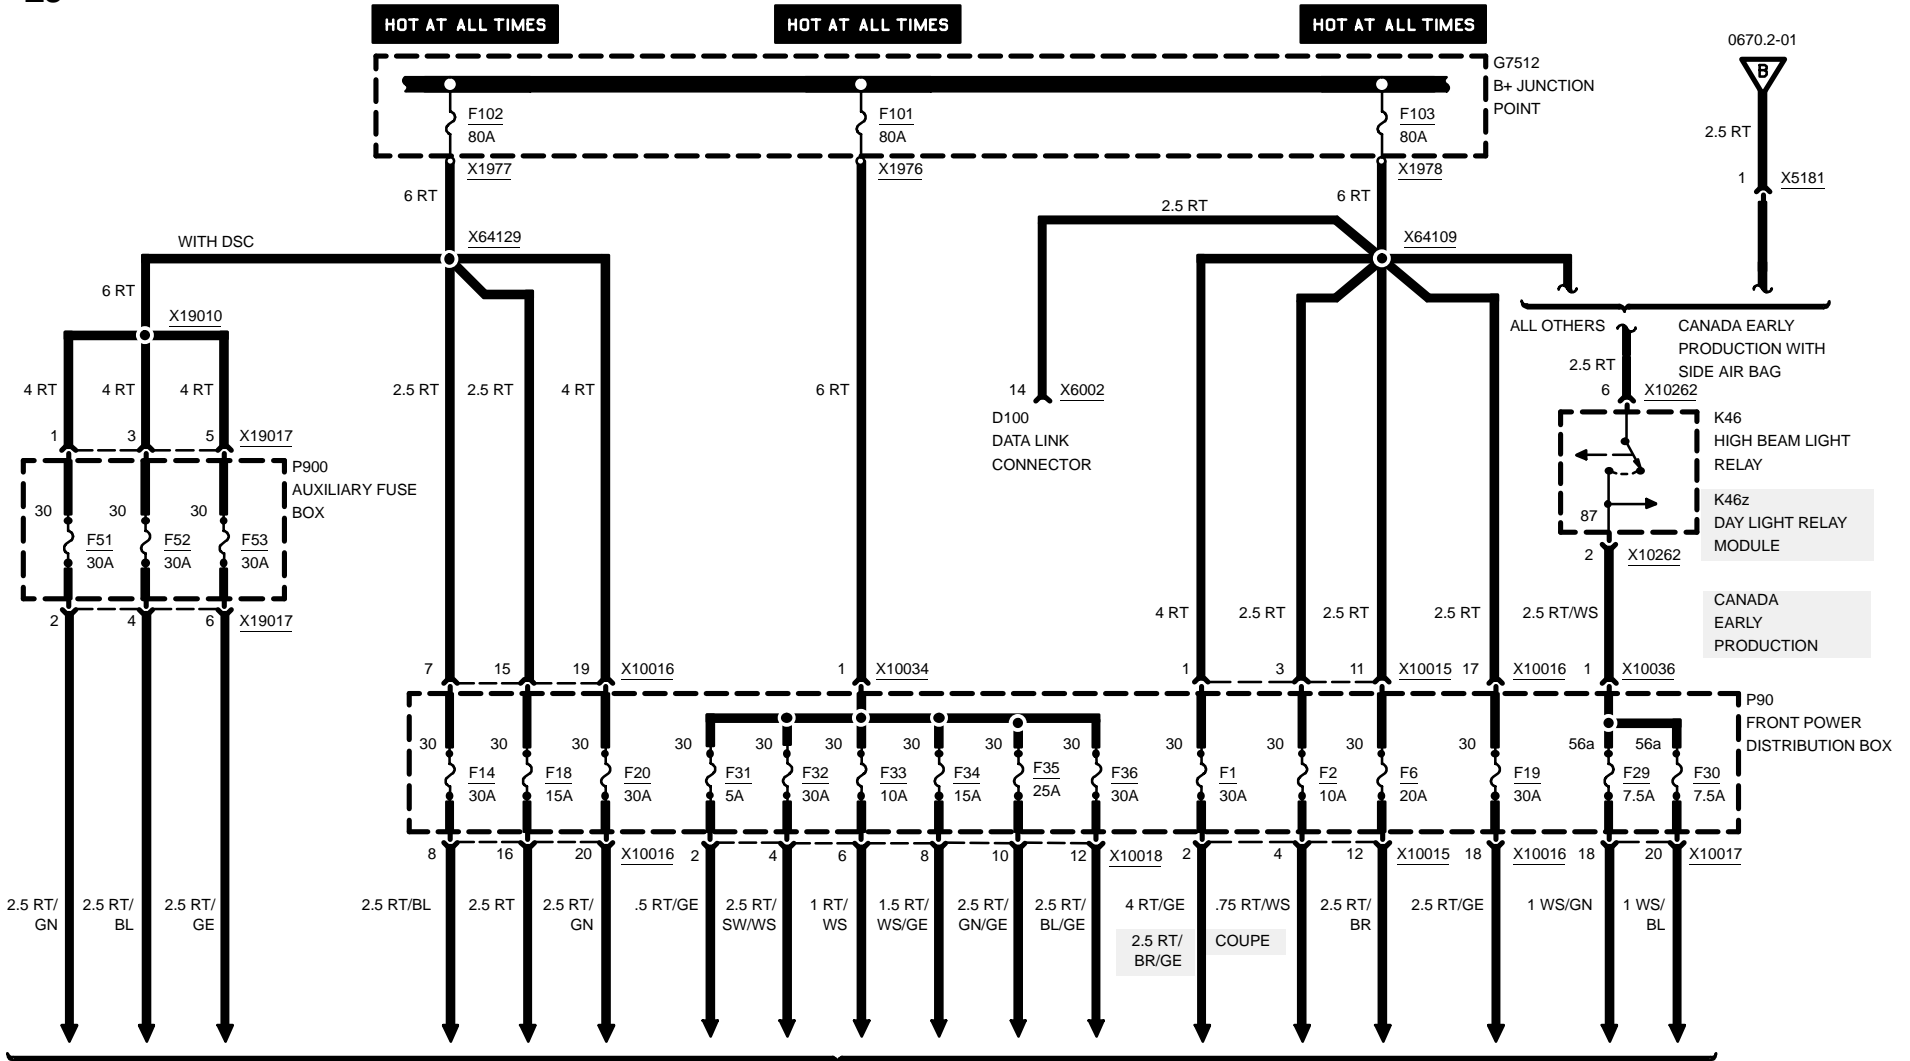 HOT AT ALL TIMES
HOT AT ALL TIMES
HOT AT ALL TIMES
0670.2-01
B
G7512
B+ JUNCTION
POINT
F102
80A
F101
80A
F103
80A
2.5 RT
X1977
X1976
X1978
1 X5181
6 RT
6 RT
2.5 RT
WITH DSC
X64129
X64109
6 RT
X19010
ALL OTHERS
CANADA EARLY
PRODUCTION WITH
SIDE AIR BAG
2.5 RT
4 RT
4 RT
4 RT
2.5 RT
2.5 RT
4 RT
6 RT
14 X6002
D100
DATA LINK
CONNECTOR
6 X10262
K46
HIGH BEAM LIGHT
RELAY
K46z
DAY LIGHT RELAY
MODULE
87
2 X10262
1 3 5 X19017
P900
AUXILIARY FUSE
BOX
30 30 30
F51
30A
F52
30A
F53
30A
2 4 6 X19017
4 RT
2.5 RT
2.5 RT
2.5 RT
2.5 RT/WS
CANADA
EARLY
PRODUCTION
7 15 19 X10016
1 X10034
1 3 11 X10015
17 X10016
1 X10036
P90
FRONT POWER
DISTRIBUTION BOX
30 30 30 30 30 30 30 30 30 30 30 30 30 56a 56a
F14
30A
F18
15A
F20
30A
F31
5A
F32
30A
F33
10A
F34
15A
F35
25A
F36
30A
F1
30A
F2
10A
F6
20A
F19
30A
F29
7.5A
F30
7.5A
8 16 20 X10016
2 4 6 8 10 12 X10018
2 4 12 X10015
18 X10016
18 20 X10017
2.5 RT/
GN
2.5 RT/
BL
2.5 RT/
GE
2.5 RT/BL
2.5 RT
2.5 RT/
GN
.5 RT/GE
2.5 RT/
SW/WS
1 RT/
WS
1.5 RT/
WS/GE
2.5 RT/
GN/GE
2.5 RT/
BL/GE
4 RT/GE
2.5 RT/
BR/GE
.75 RT/WS
COUPE
2.5 RT/
BR
2.5 RT/GE
1 WS/GN
1 WS/
BL